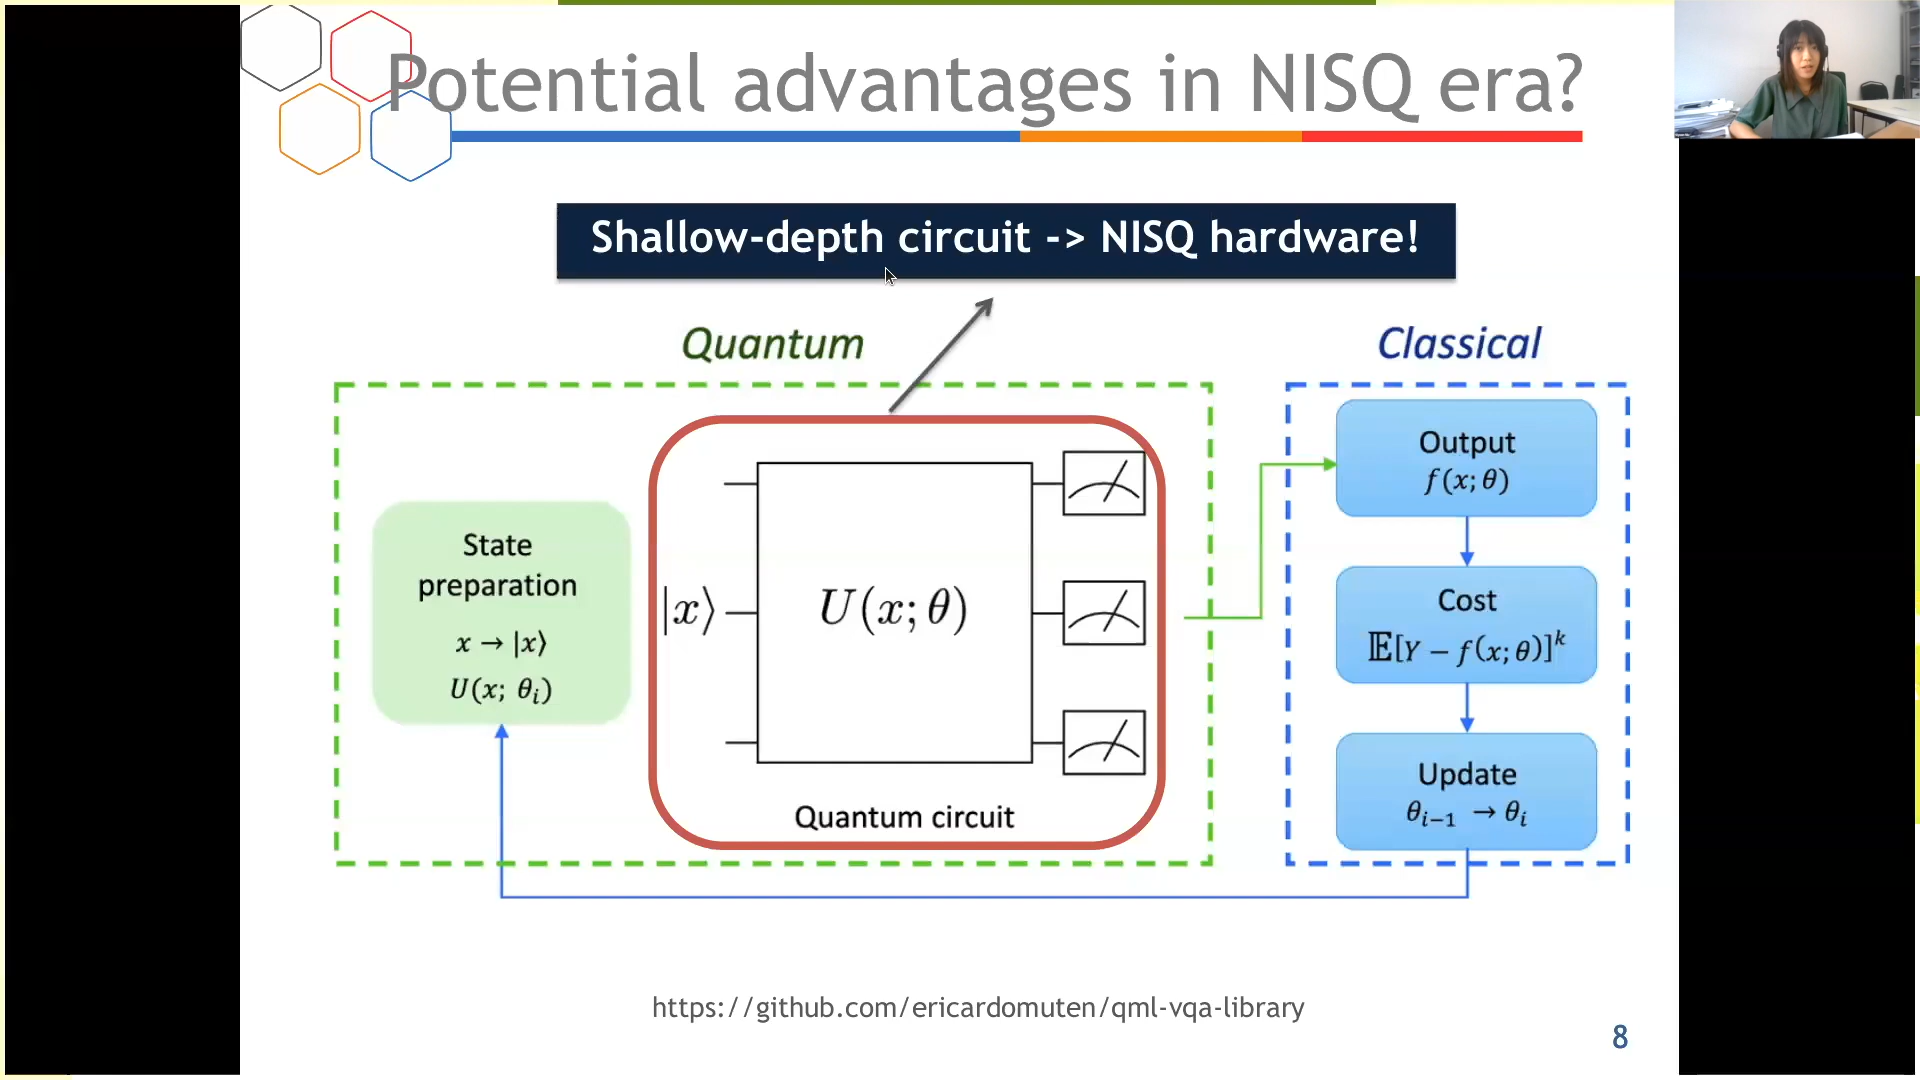 Potential advantages in NISQ era?
Shallow-depth circuit -> NISQ hardware!
Quantum
Classical
State
preparation
x → |x⟩
U(x; θᵢ)
|x⟩
U(x; θ)
Quantum circuit
Output
f(x; θ)
Cost
𝔼[Y − f(x; θ)]ᵏ
Update
θᵢ₋₁ → θᵢ
https://github.com/ericardomuten/qml-vqa-library
8